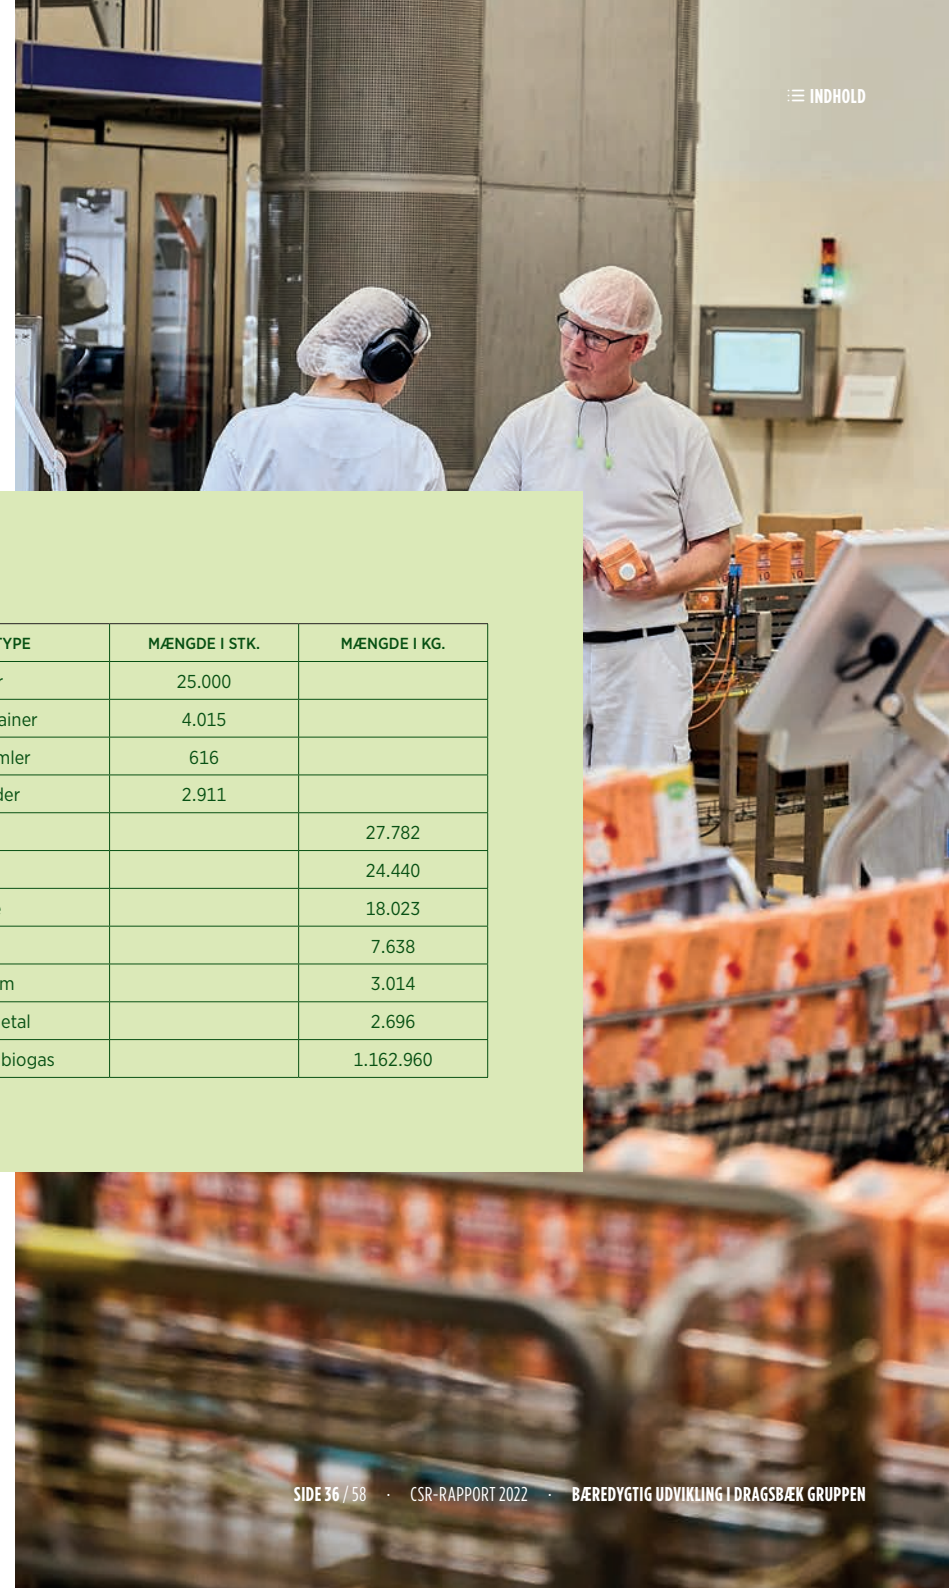 INDHOLD
TYPE MÆNGDE I STK. MÆNGDE I KG.
r 25.000
ainer 4.015
mler 616
der 2.911
27.782
24.440
18.023
7.638
m 3.014
etal 2.696
biogas 1.162.960
SIDE 36 / 58 · CSR-RAPPORT 2022 · BÆREDYGTIG UDVIKLING I DRAGSBÆK GRUPPEN